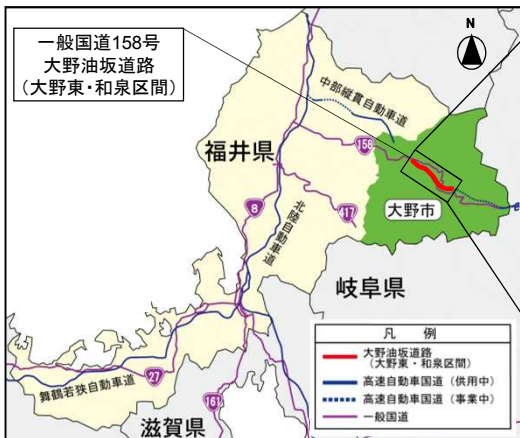 一般国道158号
大野油坂道路
(大野東・和泉区間)
N
中部縦貫自動車道
福井県
158
8
417
大野市
北陸自動車道
岐阜県
舞鶴若狭自動車道
27
161
滋賀県
凡 例
大野油坂道路
(大野東・和泉区間)
高速自動車国道(供用中)
高速自動車国道(事業中)
一般国道